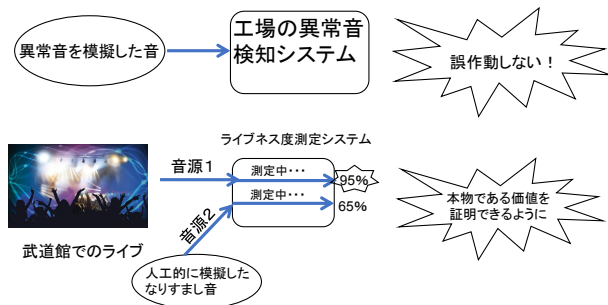 異常音を模擬した音
工場の異常音
検知システム
誤作動しない！
ライブネス度測定システム
音源１
測定中・・・
95%
測定中・・・
65%
音源２
武道館でのライブ
人工的に模擬した
なりすまし音
本物である価値を
証明できるように